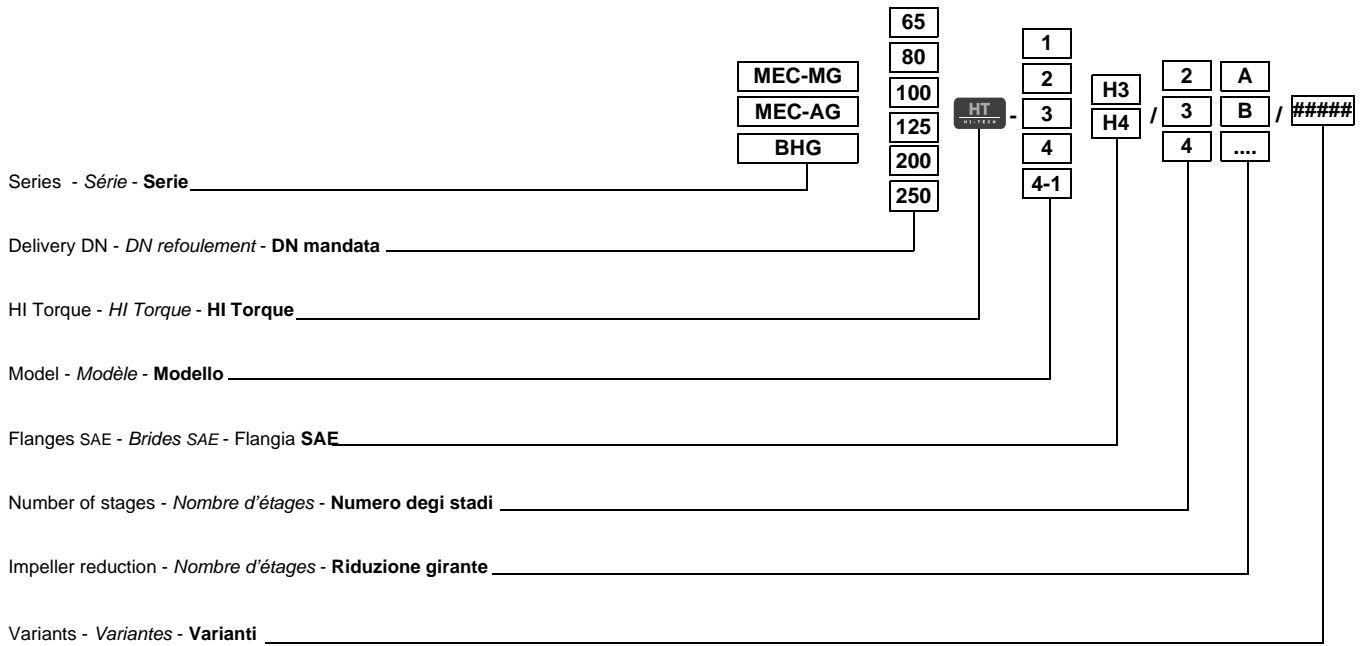 65
80
100
125
200
250
1
2
3
4
4-1
MEC-MG
MEC-AG
BHG
HT
HI-TECH
-
H3
H4
/
2
3
4
A
B
....
/
#####
Series - Série - Serie
Delivery DN - DN refoulement - DN mandata
HI Torque - HI Torque - HI Torque
Model - Modèle - Modello
Flanges SAE - Brides SAE - Flangia SAE
Number of stages - Nombre d'étages - Numero degi stadi
Impeller reduction - Nombre d'étages - Riduzione girante
Variants - Variantes - Varianti